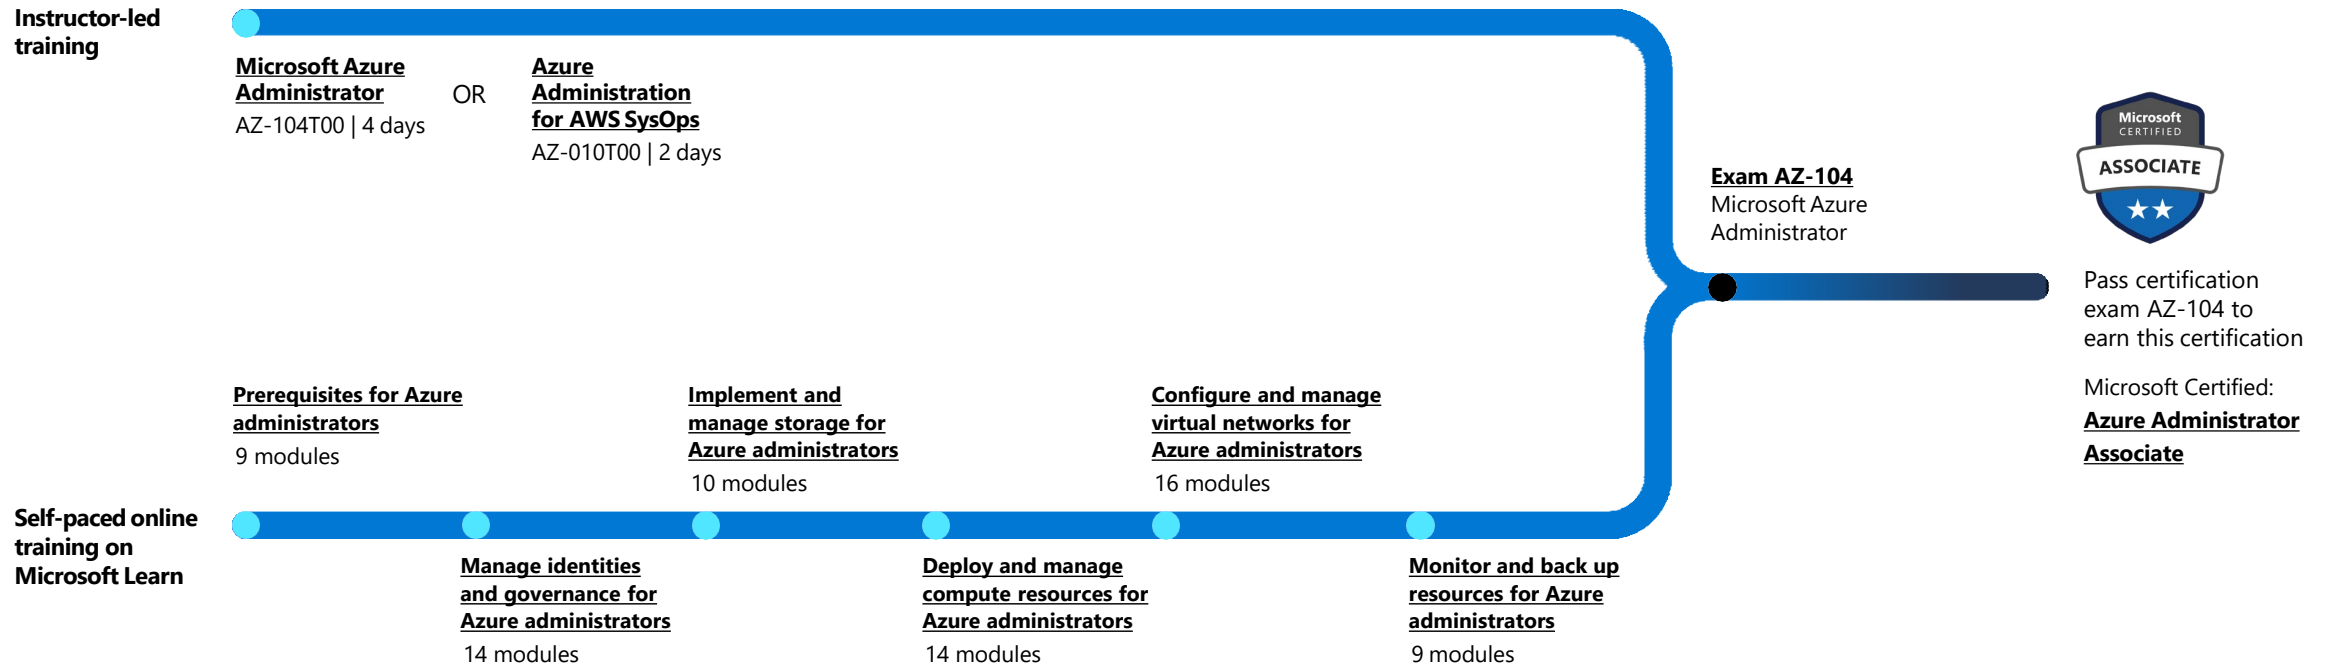 Instructor-led
training
Microsoft Azure
Administrator
AZ-104T00 | 4 days
OR
Azure
Administration
for AWS SysOps
AZ-010T00 | 2 days
Exam AZ-104
Microsoft Azure
Administrator
Microsoft
CERTIFIED
ASSOCIATE
Pass certification
exam AZ-104 to
earn this certification
Microsoft Certified:
Azure Administrator
Associate
Self-paced online
training on
Microsoft Learn
Prerequisites for Azure
administrators
9 modules
Manage identities
and governance for
Azure administrators
14 modules
Implement and
manage storage for
Azure administrators
10 modules
Deploy and manage
compute resources for
Azure administrators
14 modules
Configure and manage
virtual networks for
Azure administrators
16 modules
Monitor and back up
resources for Azure
administrators
9 modules